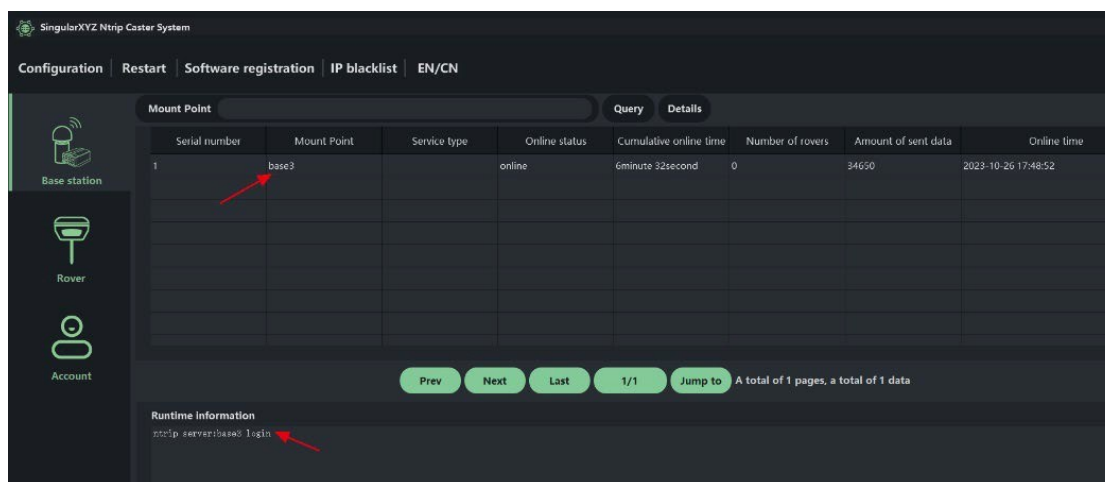 SingularXYZ Ntrip Caster System
Configuration | Restart | Software registration | IP blacklist | EN/CN
Mount Point Query Details
Serial number Mount Point Service type Online status Cumulative online time Number of rovers Amount of sent data Online time
1 base3 online 6minute 32second 0 34650 2023-10-26 17:48:52
Base station
Rover
Account
Prev Next Last 1/1 Jump to A total of 1 pages, a total of 1 data
Runtime information
ntrip server:base3 login